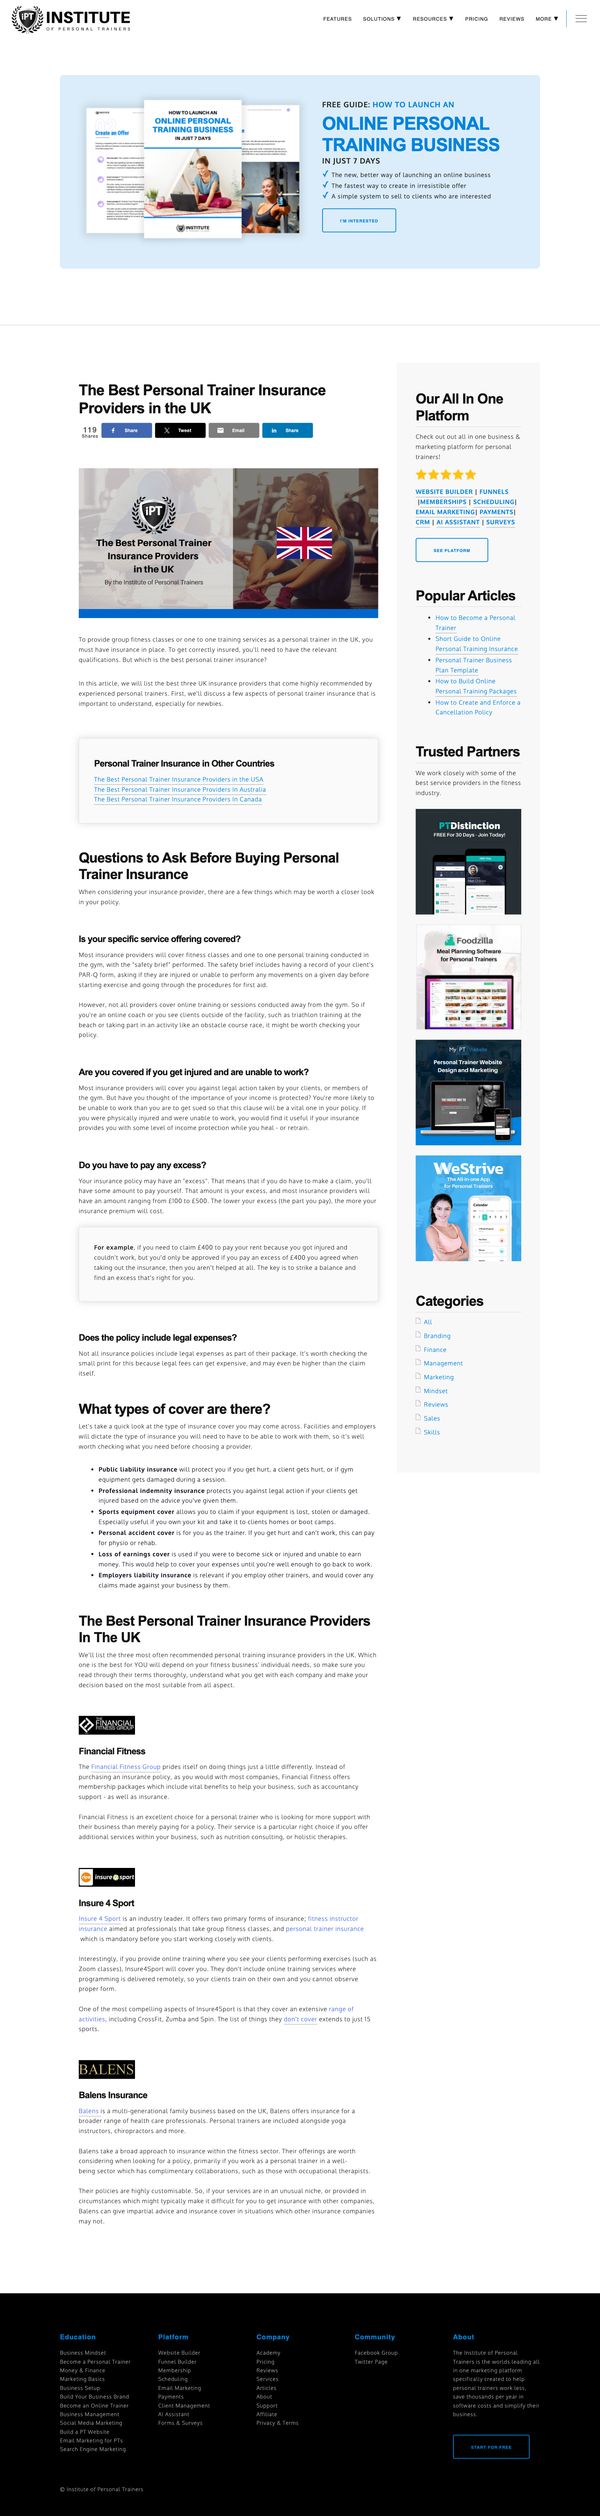 IPT INSTITUTE
OF PERSONAL TRAINERS
FEATURES SOLUTIONS ▼ RESOURCES ▼ PRICING REVIEWS MORE ▼
Create an Offer
HOW TO LAUNCH AN
ONLINE PERSONAL
TRAINING BUSINESS
IN JUST 7 DAYS
INSTITUTE
FREE GUIDE: HOW TO LAUNCH AN
ONLINE PERSONAL
TRAINING BUSINESS
IN JUST 7 DAYS
✓ The new, better way of launching an online business
✓ The fastest way to create in irresistible offer
✓ A simple system to sell to clients who are interested
I'M INTERESTED
The Best Personal Trainer Insurance
Providers in the UK
119
Shares
Share
Tweet
Email
Share
IPT
The Best Personal Trainer
Insurance Providers
in the UK
By the Institute of Personal Trainers
To provide group fitness classes or one to one training services as a personal trainer in the UK, you
must have insurance in place. To get correctly insured, you'll need to have the relevant
qualifications. But which is the best personal trainer insurance?
In this article, we will list the best three UK insurance providers that come highly recommended by
experienced personal trainers. First, we'll discuss a few aspects of personal trainer insurance that is
important to understand, especially for newbies.
Personal Trainer Insurance in Other Countries
The Best Personal Trainer Insurance Providers in the USA
The Best Personal Trainer Insurance Providers In Australia
The Best Personal Trainer Insurance Providers In Canada
Questions to Ask Before Buying Personal
Trainer Insurance
When considering your insurance provider, there are a few things which may be worth a closer look
in your policy.
Is your specific service offering covered?
Most insurance providers will cover fitness classes and one to one personal training conducted in
the gym, with the "safety brief" performed. The safety brief includes having a record of your client's
PAR-Q form, asking if they are injured or unable to perform any movements on a given day before
starting exercise and going through the procedures for first aid.
However, not all providers cover online training or sessions conducted away from the gym. So if
you're an online coach or you see clients outside of the facility, such as triathlon training at the
beach or taking part in an activity like an obstacle course race, it might be worth checking your
policy.
Are you covered if you get injured and are unable to work?
Most insurance providers will cover you against legal action taken by your clients, or members of
the gym. But have you thought of the importance of your income is protected? You're more likely to
be unable to work than you are to get sued so that this clause will be a vital one in your policy. If
you were physically injured and were unable to work, you would find it useful if your insurance
provides you with some level of income protection while you heal - or retrain.
Do you have to pay any excess?
Your insurance policy may have an "excess". That means that if you do have to make a claim, you'll
have some amount to pay yourself. That amount is your excess, and most insurance providers will
have an amount ranging from £100 to £500. The lower your excess (the part you pay), the more your
insurance premium will cost.
For example, if you need to claim £400 to pay your rent because you got injured and
couldn't work, but you'd only be approved if you pay an excess of £400 you agreed when
taking out the insurance, then you aren't helped at all. The key is to strike a balance and
find an excess that's right for you.
Does the policy include legal expenses?
Not all insurance policies include legal expenses as part of their package. It's worth checking the
small print for this because legal fees can get expensive, and may even be higher than the claim
itself.
What types of cover are there?
Let's take a quick look at the type of insurance cover you may come across. Facilities and employers
will dictate the type of insurance you will need to have to be able to work with them, so it's well
worth checking what you need before choosing a provider.
• Public liability insurance will protect you if you get hurt, a client gets hurt, or if gym
equipment gets damaged during a session.
• Professional indemnity insurance protects you against legal action if your clients get
injured based on the advice you've given them.
• Sports equipment cover allows you to claim if your equipment is lost, stolen or damaged.
Especially useful if you own your kit and take it to clients homes or boot camps.
• Personal accident cover is for you as the trainer. If you get hurt and can't work, this can pay
for physio or rehab.
• Loss of earnings cover is used if you were to become sick or injured and unable to earn
money. This would help to cover your expenses until you're well enough to go back to work.
• Employers liability insurance is relevant if you employ other trainers, and would cover any
claims made against your business by them.
The Best Personal Trainer Insurance Providers
In The UK
We'll list the three most often recommended personal training insurance providers in the UK. Which
one is the best for YOU will depend on your fitness business' individual needs, so make sure you
read through their terms thoroughly, understand what you get with each company and make your
decision based on the most suitable from all aspect.
THE FINANCIAL
FITNESS GROUP
Financial Fitness
The Financial Fitness Group prides itself on doing things just a little differently. Instead of
purchasing an insurance policy, as you would with most companies, Financial Fitness offers
membership packages which include vital benefits to help your business, such as accountancy
support - as well as insurance.
Financial Fitness is an excellent choice for a personal trainer who is looking for more support with
their business than merely paying for a policy. Their service is a particular right choice if you offer
additional services within your business, such as nutrition consulting, or holistic therapies.
insure4sport
Insure 4 Sport
Insure 4 Sport is an industry leader. It offers two primary forms of insurance; fitness instructor
insurance aimed at professionals that take group fitness classes, and personal trainer insurance
which is mandatory before you start working closely with clients.
Interestingly, if you provide online training where you see your clients performing exercises (such as
Zoom classes), Insure4Sport will cover you. They don't include online training services where
programming is delivered remotely, so your clients train on their own and you cannot observe
proper form.
One of the most compelling aspects of Insure4Sport is that they cover an extensive range of
activities, including CrossFit, Zumba and Spin. The list of things they don't cover extends to just 15
sports.
BALENS
Balens Insurance
Balens is a multi-generational family business based on the UK, Balens offers insurance for a
broader range of health care professionals. Personal trainers are included alongside yoga
instructors, chiropractors and more.
Balens take a broad approach to insurance within the fitness sector. Their offerings are worth
considering when looking for a policy, primarily if you work as a personal trainer in a well-
being sector which has complimentary collaborations, such as those with occupational therapists.
Their policies are highly customisable. So, if your services are in an unusual niche, or provided in
circumstances which might typically make it difficult for you to get insurance with other companies,
Balens can give impartial advice and insurance cover in situations which other insurance companies
may not.
Our All In One
Platform
Check out out all in one business &
marketing platform for personal
trainers!
WEBSITE BUILDER | FUNNELS
|MEMBERSHIPS | SCHEDULING|
EMAIL MARKETING| PAYMENTS|
CRM | AI ASSISTANT | SURVEYS
SEE PLATFORM
Popular Articles
• How to Become a Personal
Trainer
• Short Guide to Online
Personal Training Insurance
• Personal Trainer Business
Plan Template
• How to Build Online
Personal Training Packages
• How to Create and Enforce a
Cancellation Policy
Trusted Partners
We work closely with some of the
best service providers in the fitness
industry.
PTDistinction
FREE For 30 Days - Join Today!
Foodzilla
Meal Planning Software
for Personal Trainers
My PT Website
Personal Trainer Website
Design and Marketing
WeStrive
The All-in-one App
for Personal Trainers
Calendar
Categories
All
Branding
Finance
Management
Marketing
Mindset
Reviews
Sales
Skills
Education
Business Mindset
Become a Personal Trainer
Money & Finance
Marketing Basics
Business Setup
Build Your Business Brand
Become an Online Trainer
Business Management
Social Media Marketing
Build a PT Website
Email Marketing for PTs
Search Engine Marketing
Platform
Website Builder
Funnel Builder
Membership
Scheduling
Email Marketing
Payments
Client Management
AI Assistant
Forms & Surveys
Company
Academy
Pricing
Reviews
Services
Articles
About
Support
Affiliate
Privacy & Terms
Community
Facebook Group
Twitter Page
About
The Institute of Personal
Trainers is the worlds leading all
in one marketing platform
specifically created to help
personal trainers work less,
save thousands per year in
software costs and simplify their
business.
START FOR FREE
© Institute of Personal Trainers